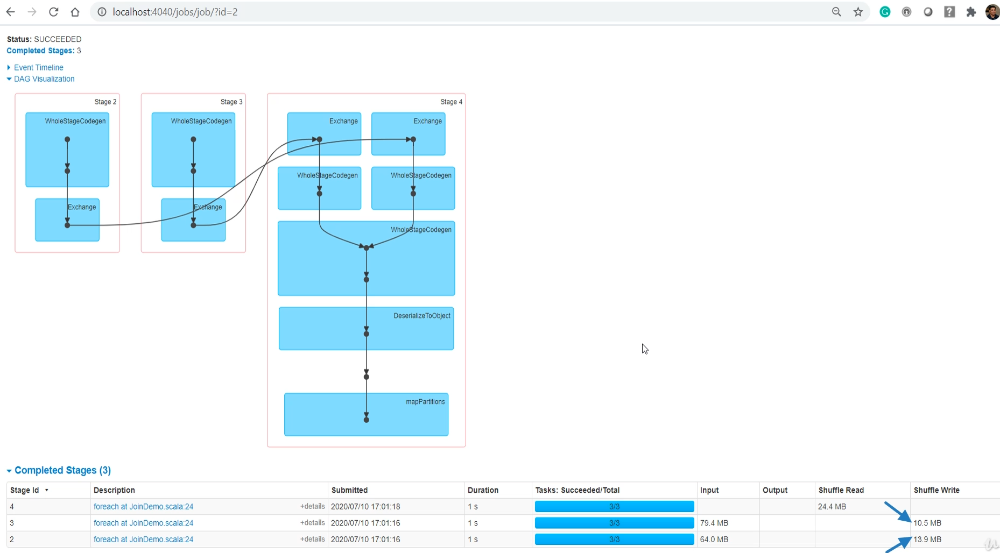 localhost:4040/jobs/job/?id=2
Status: SUCCEEDED
Completed Stages: 3
Event Timeline
DAG Visualization
Stage 2
WholeStageCodegen
Exchange
Stage 3
WholeStageCodegen
Exchange
Stage 4
Exchange
Exchange
WholeStageCodegen
WholeStageCodegen
WholeStageCodegen
DeserializeToObject
mapPartitions
Completed Stages (3)
Stage Id Description Submitted Duration Tasks: Succeeded/Total Input Output Shuffle Read Shuffle Write
4 foreach at JoinDemo.scala:24 +details 2020/07/10 17:01:18 1 s 3/3 24.4 MB
3 foreach at JoinDemo.scala:24 +details 2020/07/10 17:01:16 1 s 3/3 79.4 MB 10.5 MB
2 foreach at JoinDemo.scala:24 +details 2020/07/10 17:01:16 1 s 3/3 64.0 MB 13.9 MB